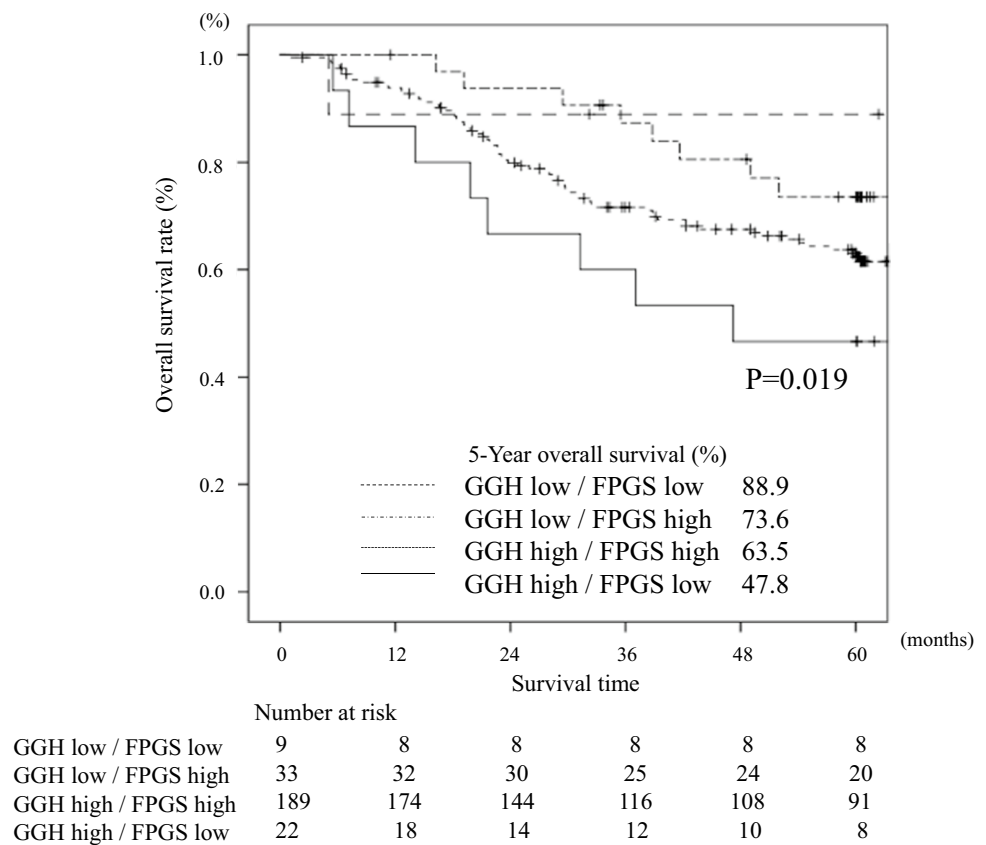 (%)
1.0
0.8
0.6
0.4
0.2
0.0
Overall survival rate (%)
P=0.019
5-Year overall survival (%)
GGH low / FPGS low 88.9
GGH low / FPGS high 73.6
GGH high / FPGS high 63.5
GGH high / FPGS low 47.8
0 12 24 36 48 60 (months)
Survival time
Number at risk
GGH low / FPGS low 9 8 8 8 8 8
GGH low / FPGS high 33 32 30 25 24 20
GGH high / FPGS high 189 174 144 116 108 91
GGH high / FPGS low 22 18 14 12 10 8